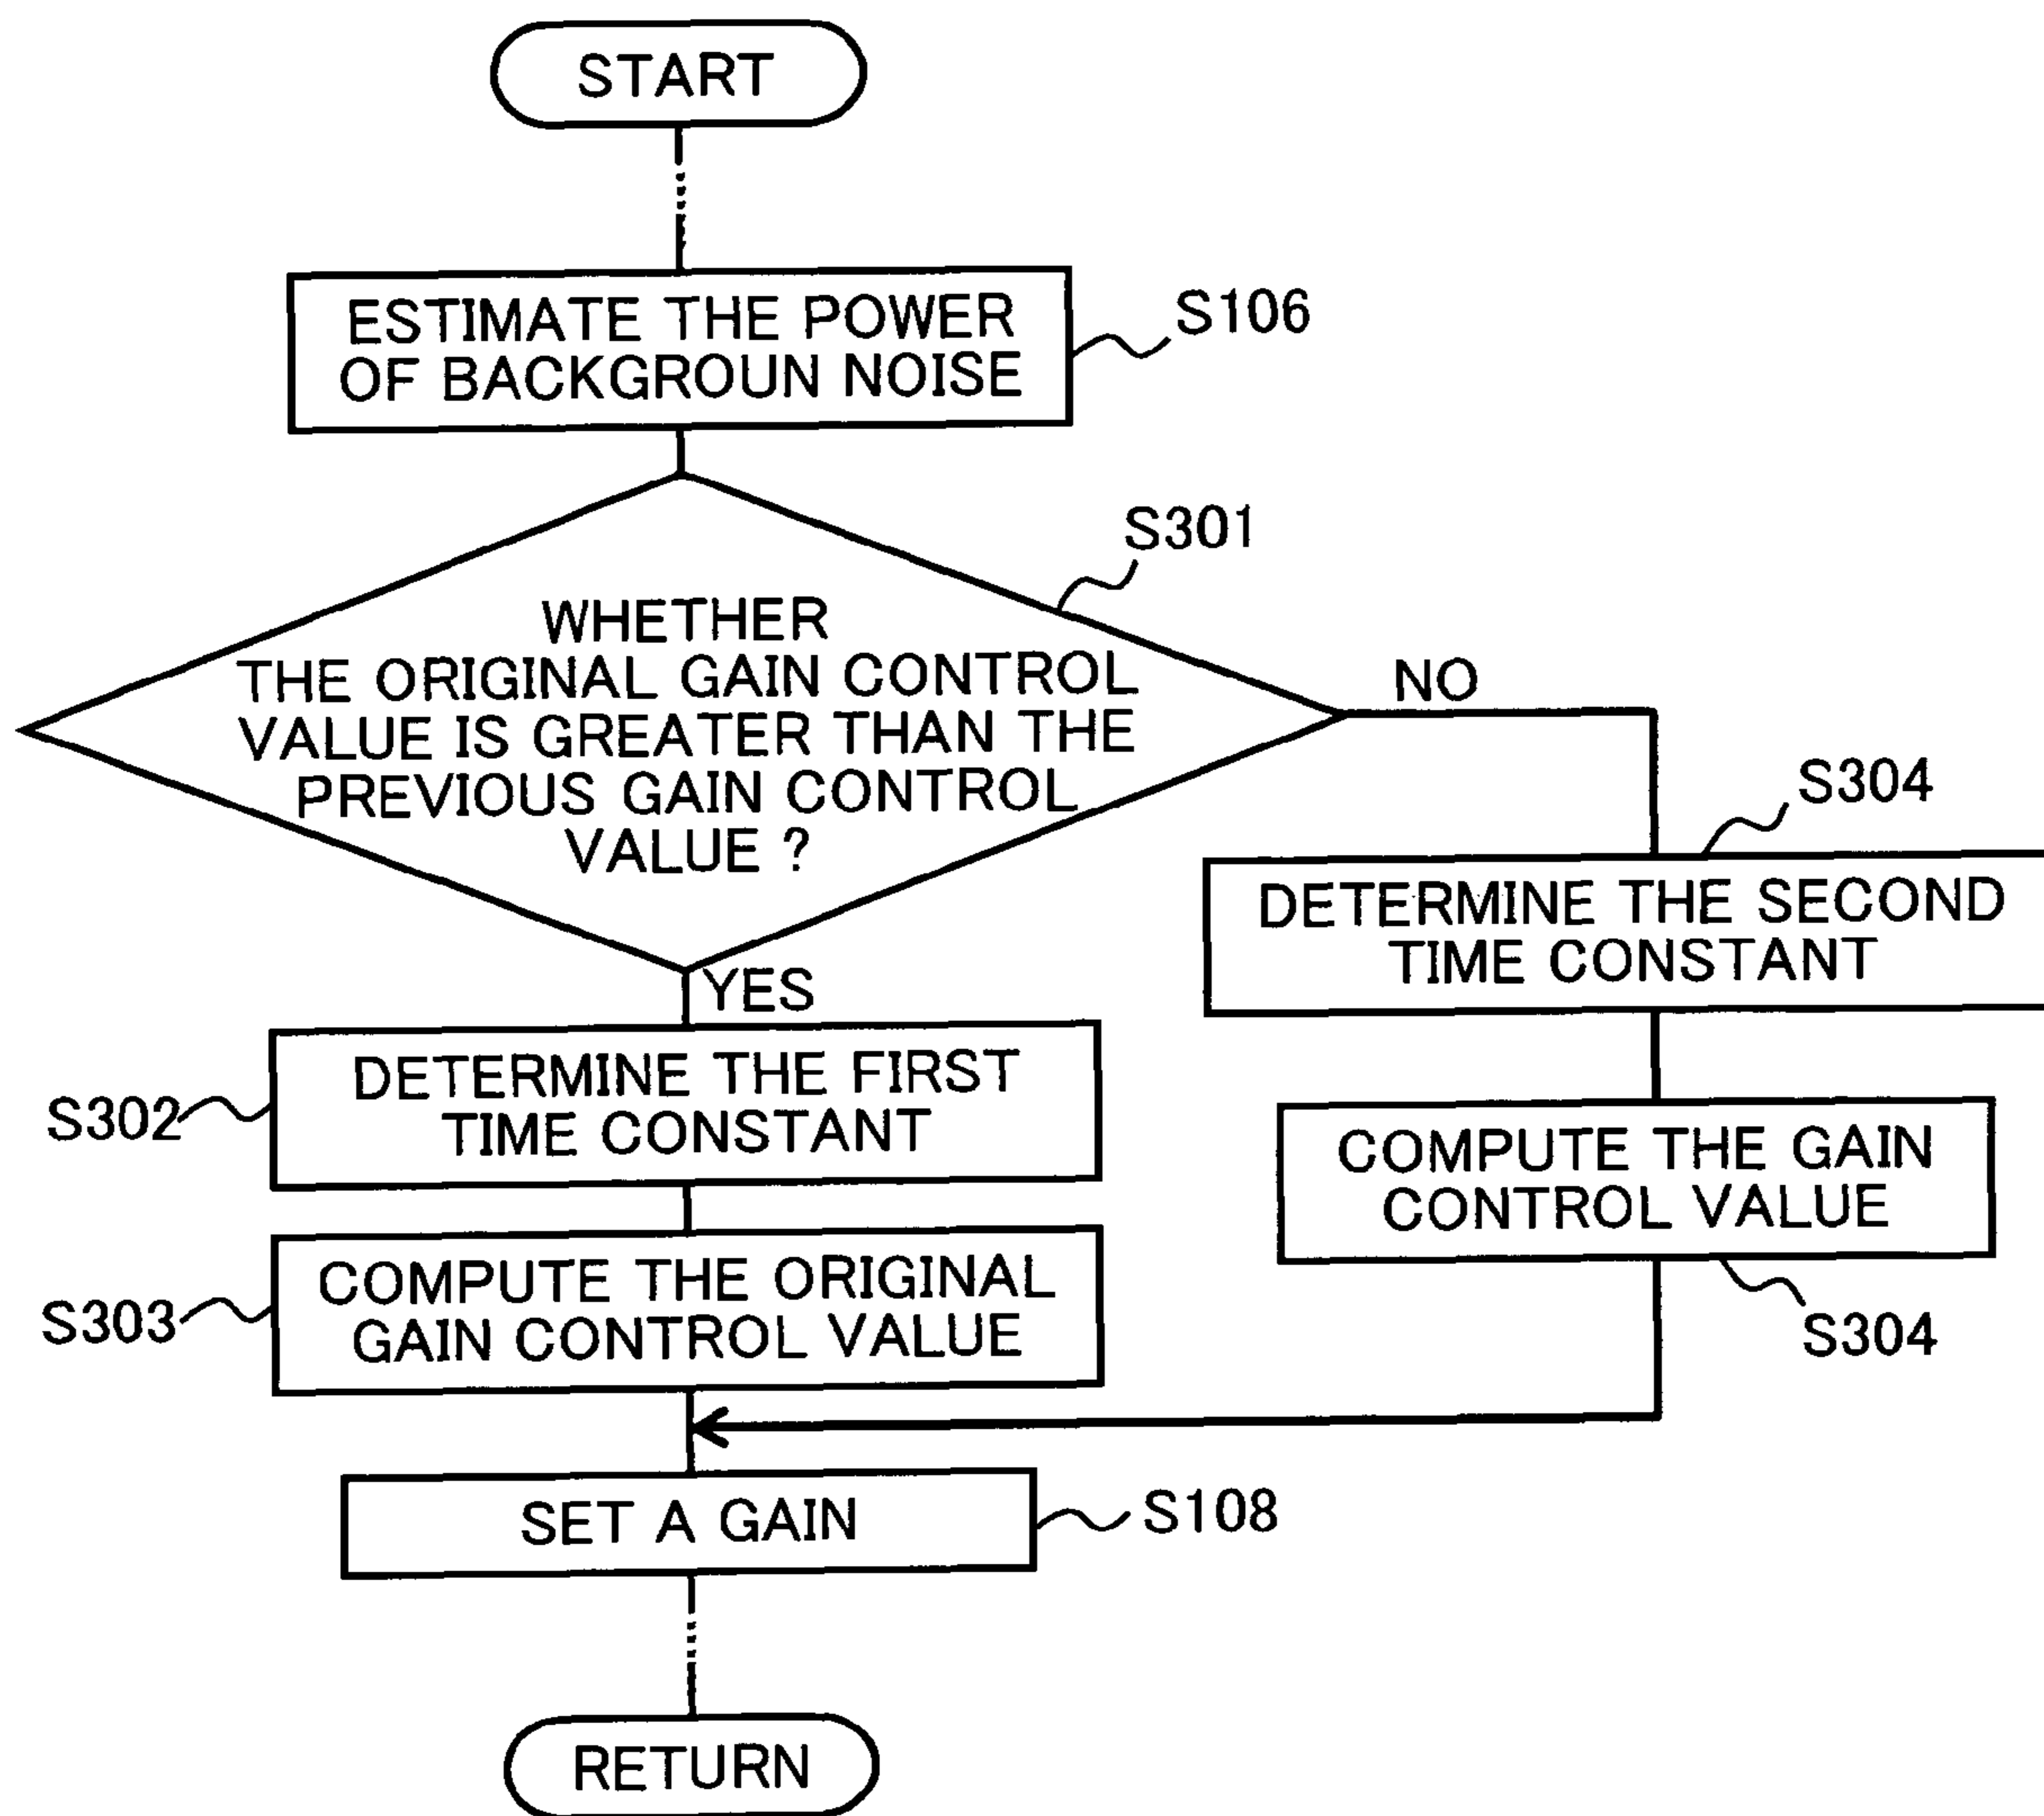 START
ESTIMATE THE POWER
OF BACKGROUN NOISE
S106
S301
WHETHER
THE ORIGINAL GAIN CONTROL
VALUE IS GREATER THAN THE
PREVIOUS GAIN CONTROL
VALUE ?
NO
YES
S304
DETERMINE THE SECOND
TIME CONSTANT
S302
DETERMINE THE FIRST
TIME CONSTANT
COMPUTE THE GAIN
CONTROL VALUE
S304
S303
COMPUTE THE ORIGINAL
GAIN CONTROL VALUE
SET A GAIN
S108
RETURN